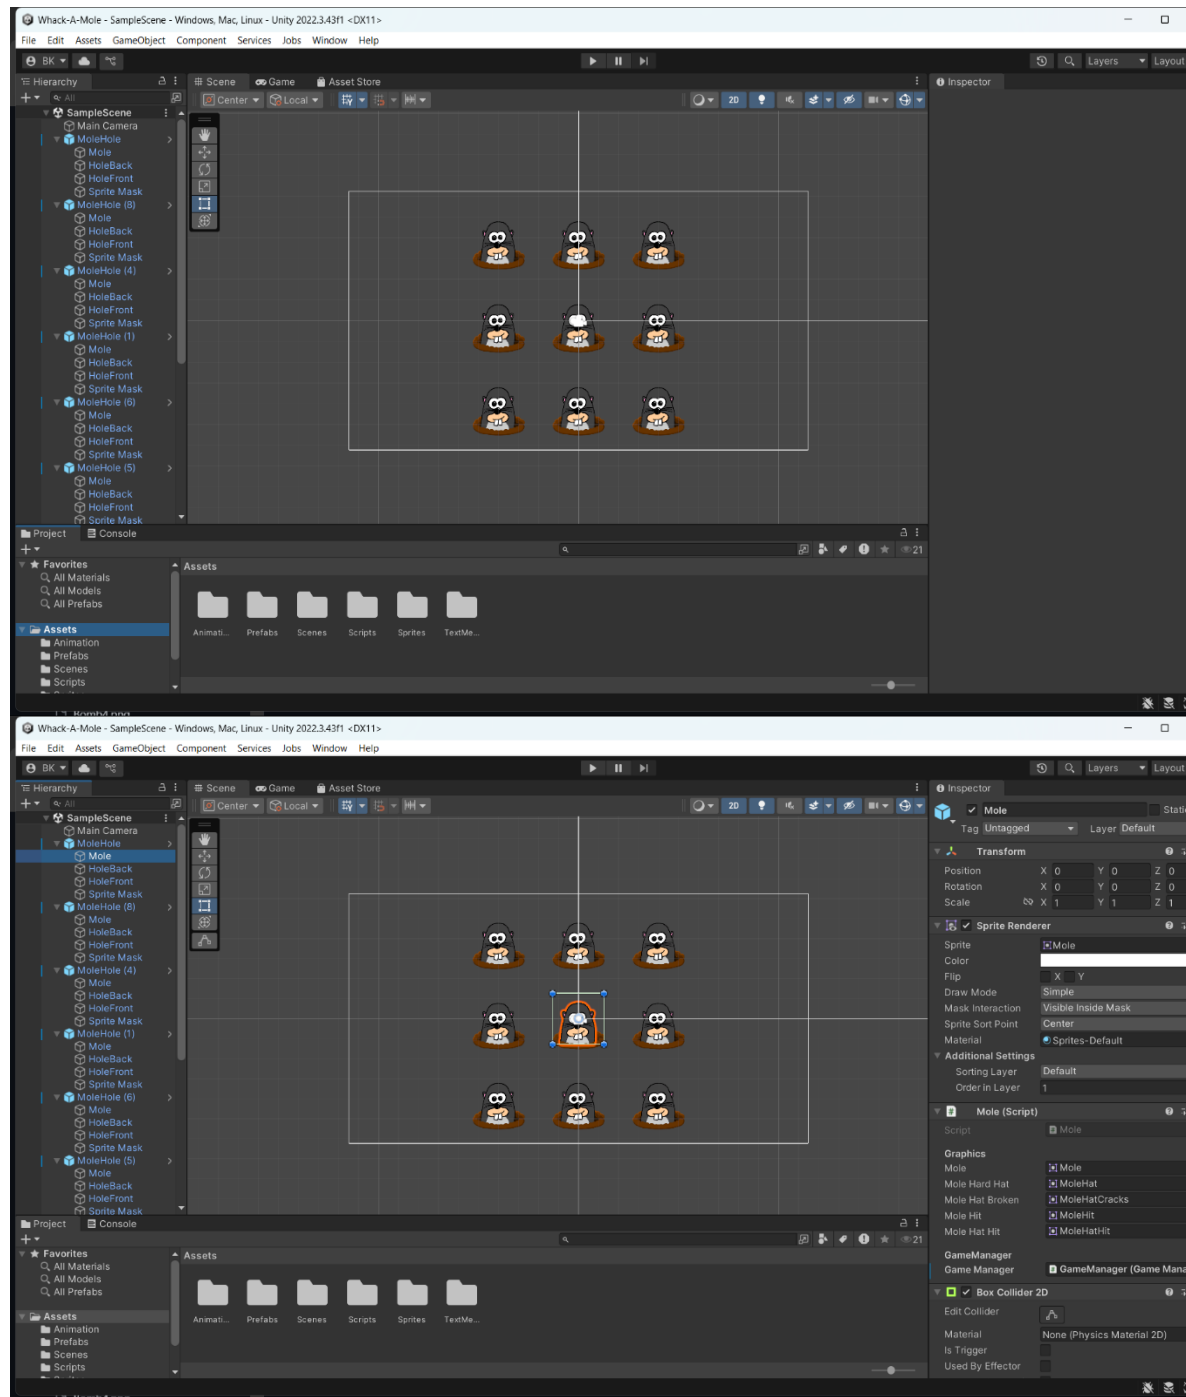 Whack-A-Mole - SampleScene - Windows, Mac, Linux - Unity 2022.3.43f1 <DX11>
File Edit Assets GameObject Component Services Jobs Window Help
BK Layers Layout
Hierarchy Scene Game Asset Store Inspector
All Center Local 2D
SampleScene
Main Camera
MoleHole
Mole
HoleBack
HoleFront
Sprite Mask
MoleHole (8)
Mole
HoleBack
HoleFront
Sprite Mask
MoleHole (4)
Mole
HoleBack
HoleFront
Sprite Mask
MoleHole (1)
Mole
HoleBack
HoleFront
Sprite Mask
MoleHole (6)
Mole
HoleBack
HoleFront
Sprite Mask
MoleHole (5)
Mole
HoleBack
HoleFront
Sprite Mask
Project Console
21
Favorites
All Materials
All Models
All Prefabs
Assets
Animation
Prefabs
Scenes
Scripts
Assets
Animati... Prefabs Scenes Scripts Sprites TextMe...
Whack-A-Mole - SampleScene - Windows, Mac, Linux - Unity 2022.3.43f1 <DX11>
File Edit Assets GameObject Component Services Jobs Window Help
BK Layers Layout
Hierarchy Scene Game Asset Store Inspector
All Center Local 2D
SampleScene
Main Camera
MoleHole
Mole
HoleBack
HoleFront
Sprite Mask
MoleHole (8)
Mole
HoleBack
HoleFront
Sprite Mask
MoleHole (4)
Mole
HoleBack
HoleFront
Sprite Mask
MoleHole (1)
Mole
HoleBack
HoleFront
Sprite Mask
MoleHole (6)
Mole
HoleBack
HoleFront
Sprite Mask
MoleHole (5)
Mole
HoleBack
HoleFront
Sprite Mask
Project Console
21
Favorites
All Materials
All Models
All Prefabs
Assets
Animation
Prefabs
Scenes
Scripts
Assets
Animati... Prefabs Scenes Scripts Sprites TextMe...
Mole Stati
Tag Untagged Layer Default
Transform
Position X 0 Y 0 Z 0
Rotation X 0 Y 0 Z 0
Scale X 1 Y 1 Z 1
Sprite Renderer
Sprite Mole
Color
Flip X Y
Draw Mode Simple
Mask Interaction Visible Inside Mask
Sprite Sort Point Center
Material Sprites-Default
Additional Settings
Sorting Layer Default
Order in Layer 1
Mole (Script)
Script Mole
Graphics
Mole Mole
Mole Hard Hat MoleHat
Mole Hat Broken MoleHatCracks
Mole Hit MoleHit
Mole Hat Hit MoleHatHit
GameManager
Game Manager GameManager (Game Mana
Box Collider 2D
Edit Collider
Material None (Physics Material 2D)
Is Trigger
Used By Effector